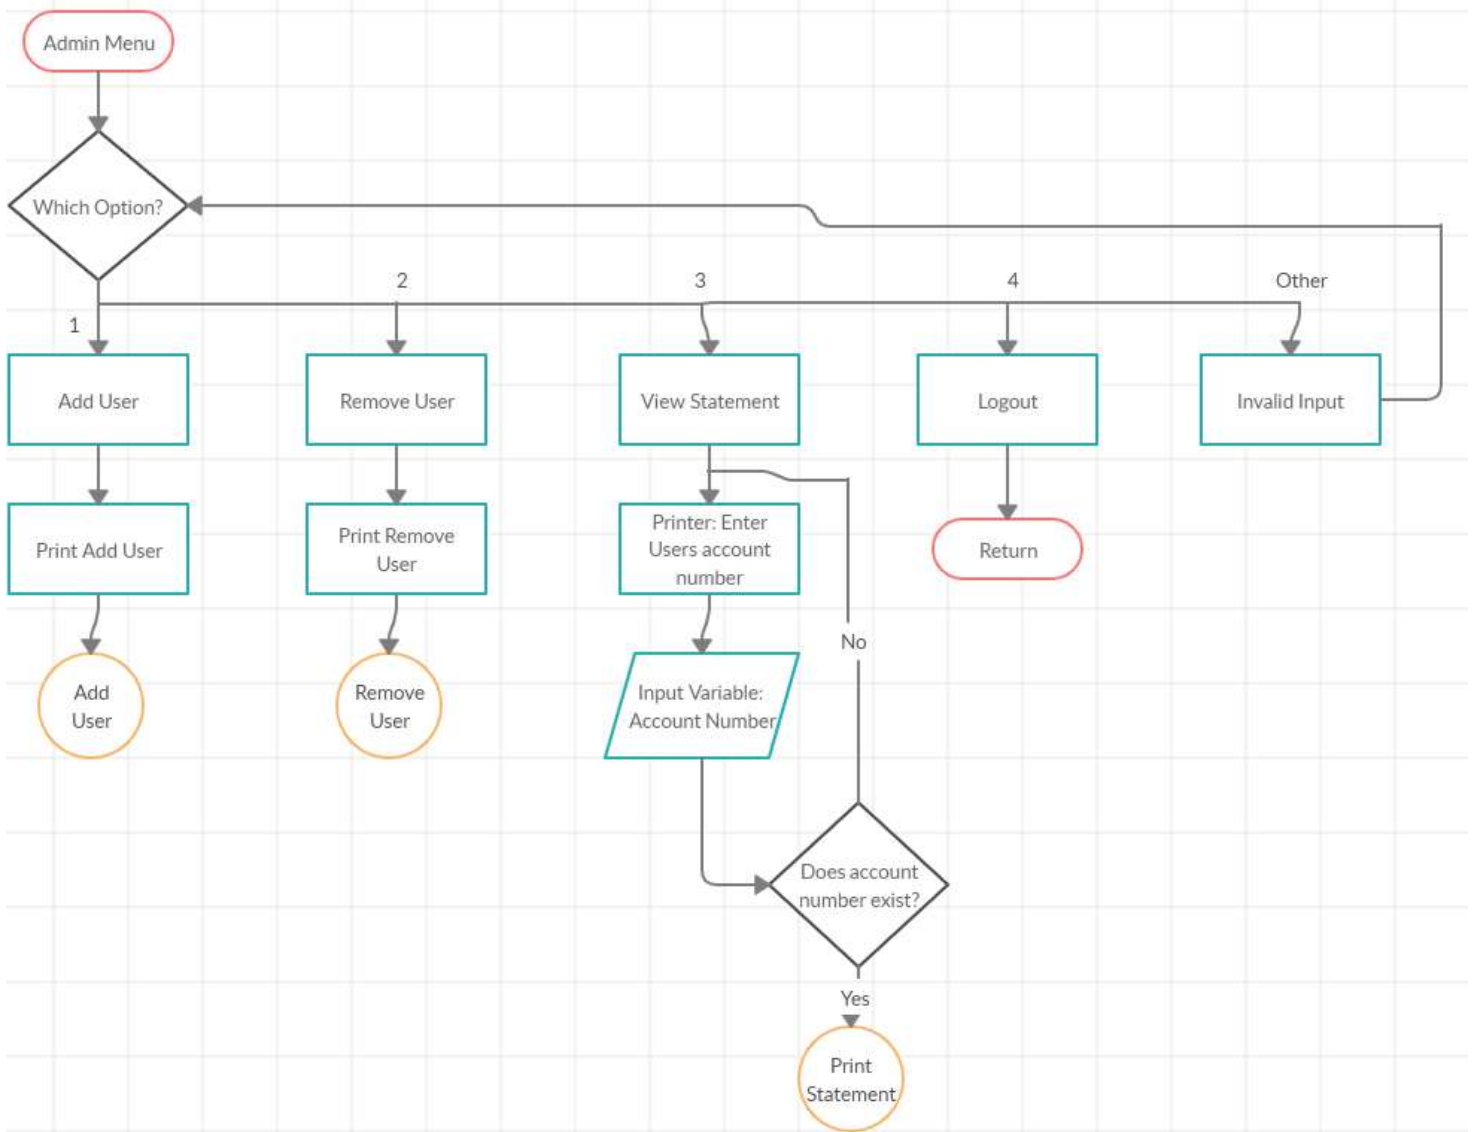 Admin Menu
Which Option?
2
3
4
Other
1
Add User
Remove User
View Statement
Logout
Invalid Input
Print Add User
Print Remove
User
Printer: Enter
Users account
number
Return
No
Add
User
Remove
User
Input Variable:
Account Number
Does account
number exist?
Yes
Print
Statement